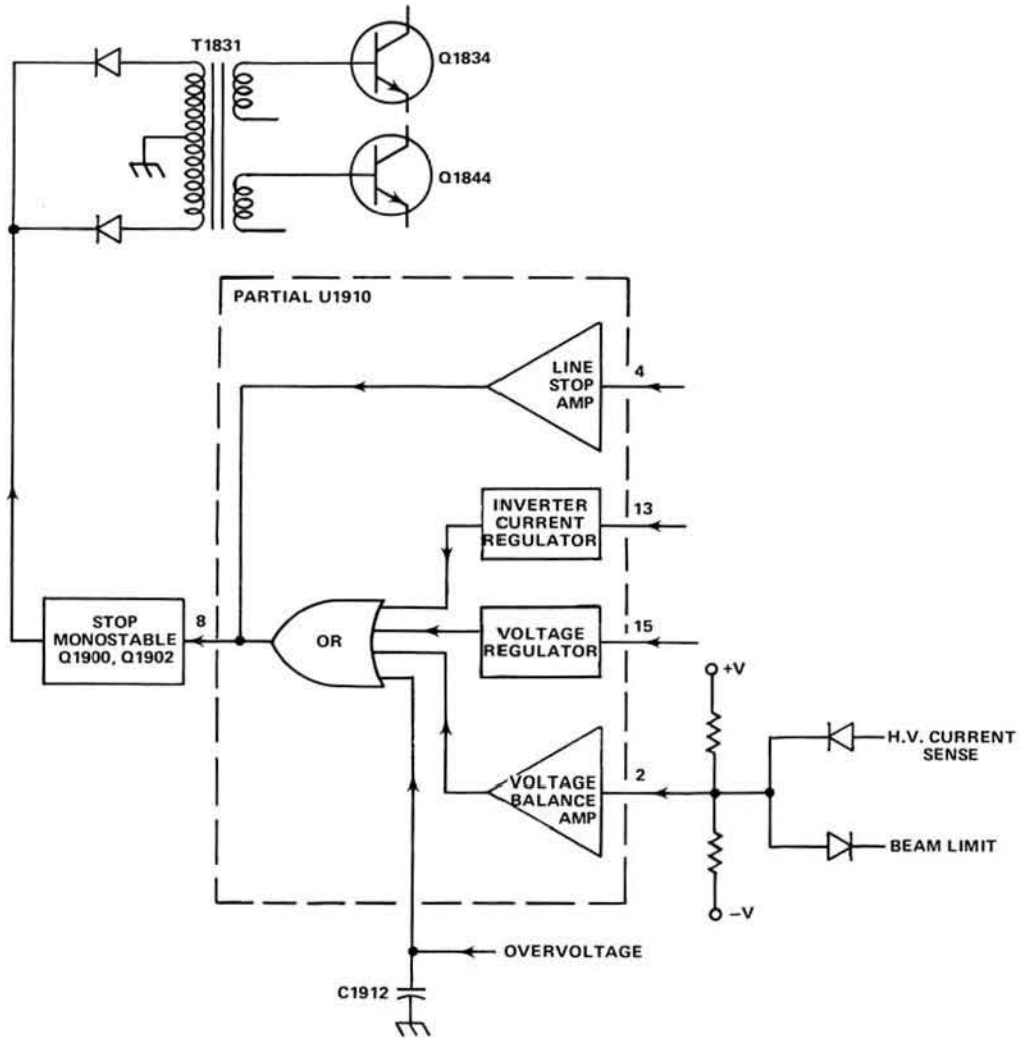 T1831
Q1834
Q1844
PARTIAL U1910
LINE
STOP
AMP
4
INVERTER
CURRENT
REGULATOR
13
STOP
MONOSTABLE
Q1900, Q1902
8
OR
VOLTAGE
REGULATOR
15
+V
H.V. CURRENT
SENSE
VOLTAGE
BALANCE
AMP
2
BEAM LIMIT
–V
OVERVOLTAGE
C1912